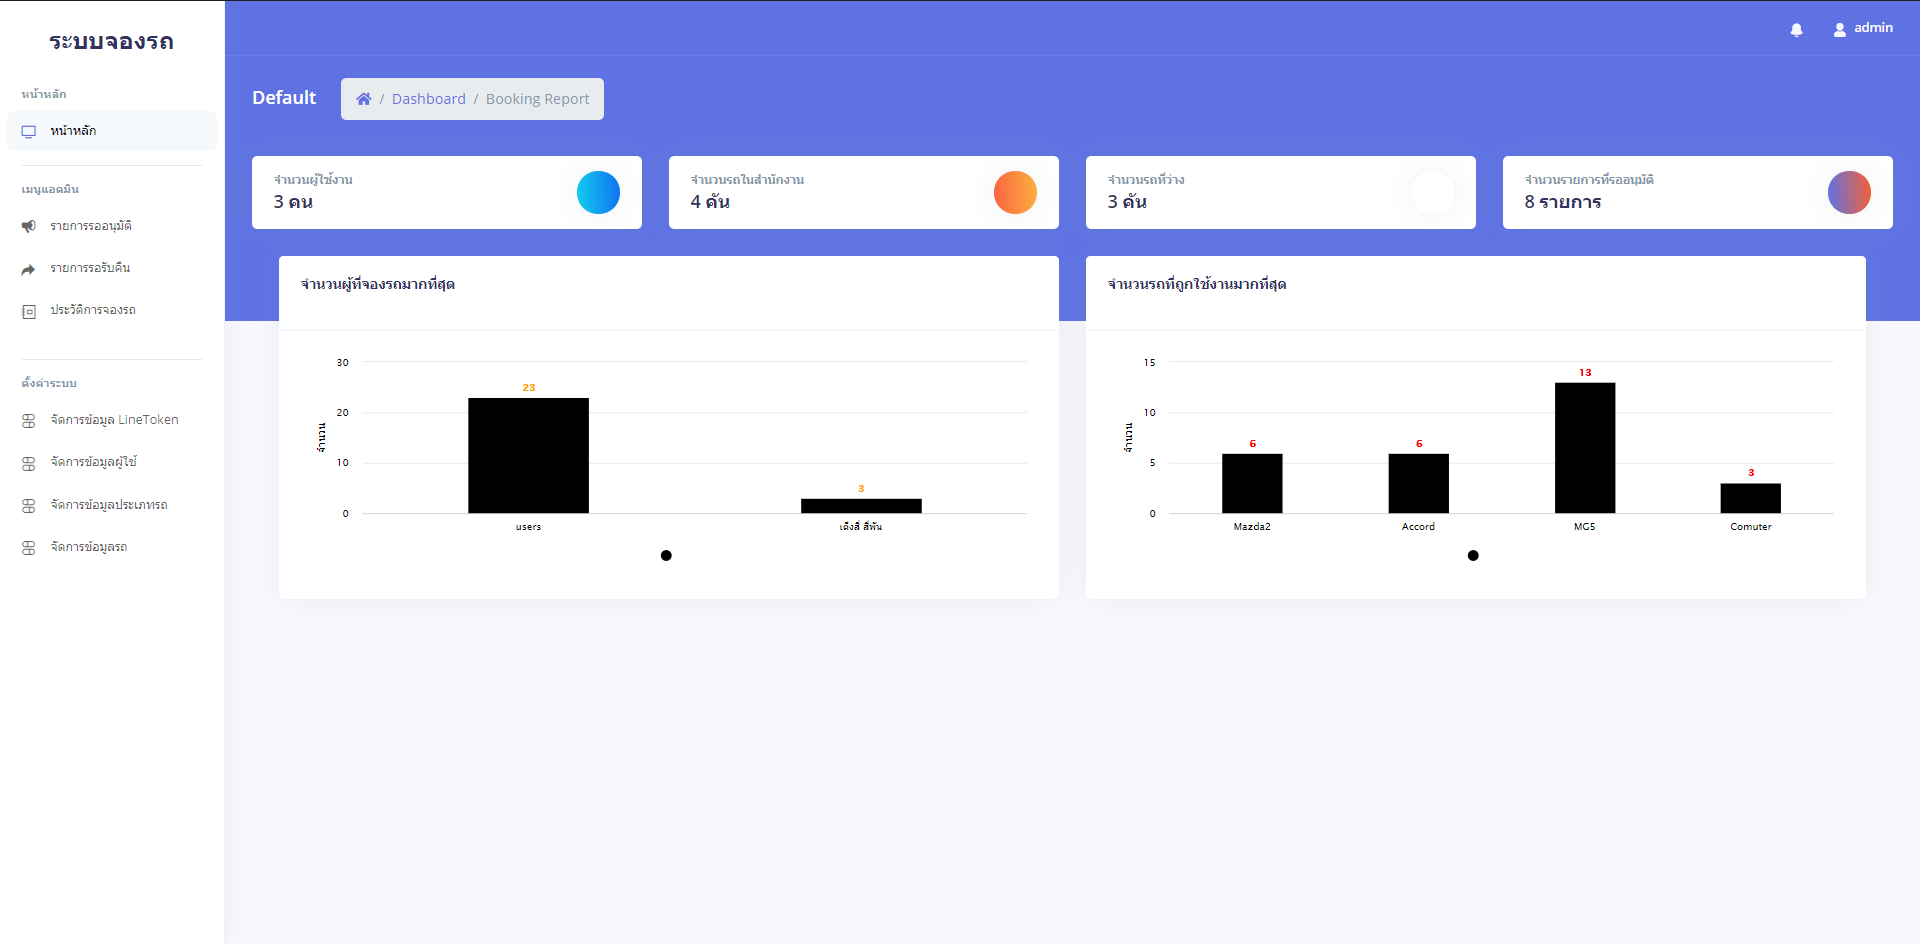 ระบบจองรถ
หน้าหลัก
หน้าหลัก
เมนูแอดมิน
รายการรออนุมัติ
รายการรอรับคืน
ประวัติการจองรถ
ตั้งค่าระบบ
จัดการข้อมูล LineToken
จัดการข้อมูลผู้ใช้
จัดการข้อมูลประเภทรถ
จัดการข้อมูลรถ
admin
Default
/ Dashboard / Booking Report
จำนวนผู้ใช้งาน
3 คน
จำนวนรถในสำนักงาน
4 คัน
จำนวนรถที่ว่าง
3 คัน
จำนวนรายการที่รออนุมัติ
8 รายการ
จำนวนผู้ที่จองรถมากที่สุด
30
20
10
0
จำนวน
23
3
users
เด็งสี่ สี่พัน
จำนวนรถที่ถูกใช้งานมากที่สุด
15
10
5
0
จำนวน
6
6
13
3
Mazda2
Accord
MG5
Comuter